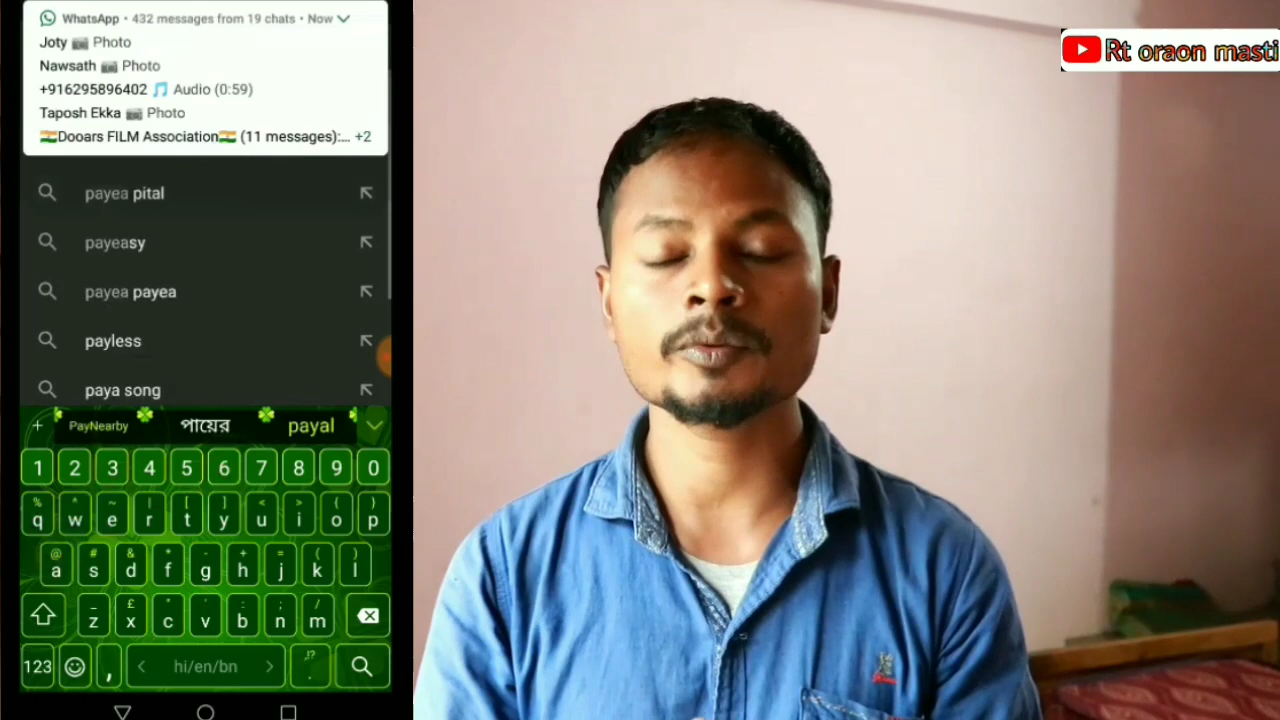 WhatsApp • 432 messages from 19 chats • Now
Joty 📷 Photo
Nawsath 📷 Photo
+916295896402 🎵 Audio (0:59)
Taposh Ekka 📷 Photo
🇮🇳Dooars FILM Association🇮🇳 (11 messages):... +2
Rt oraon masti
payea pital
payeasy
payea payea
payless
paya song
+ PayNearby পায়ের payal
1 2 3 4 5 6 7 8 9 0
% ^ ~ | [ ] < > { }
q w e r t y u i o p
@ # & * - + = ( )
a s d f g h j k l
_ £ " ' : ; /
z x c v b n m
,!?
123 , < hi/en/bn > .